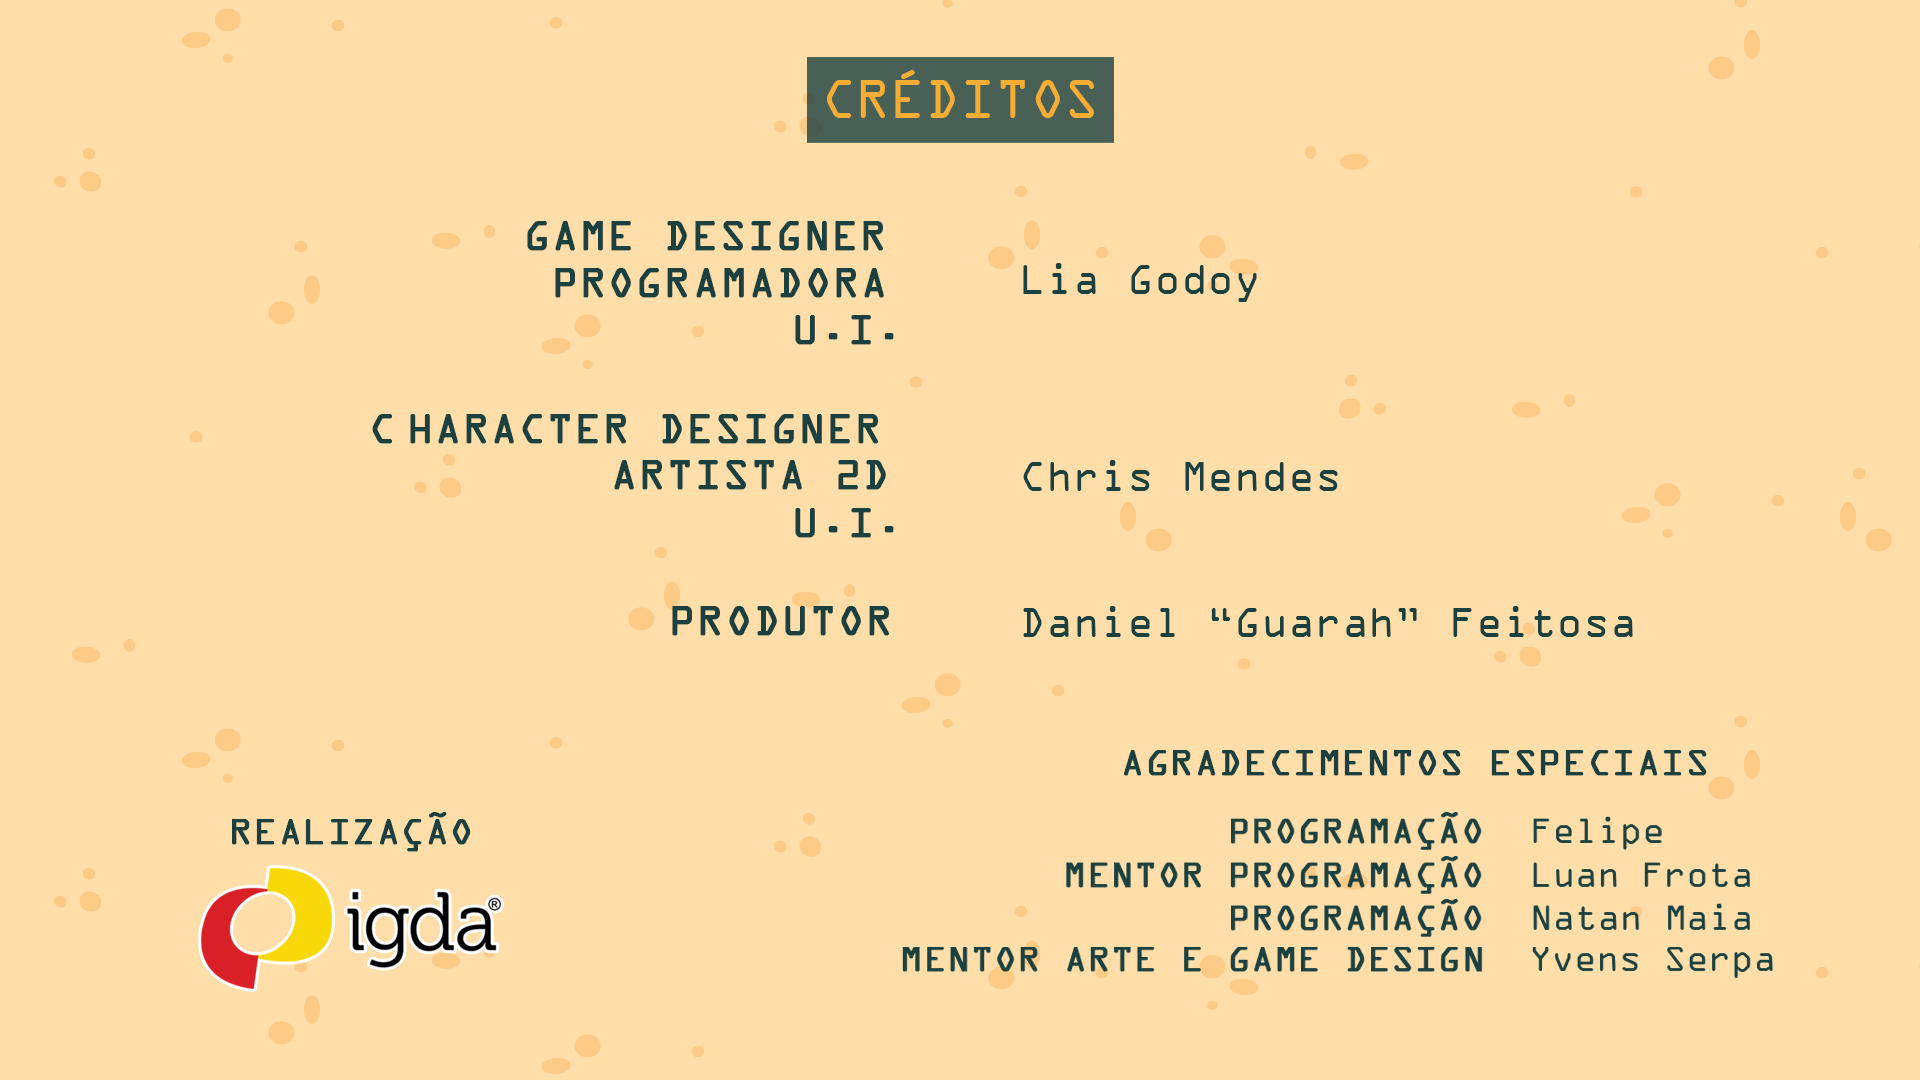 CRÉDITOS
GAME DESIGNER
PROGRAMADORA
U.I.
Lia Godoy
CHARACTER DESIGNER
ARTISTA 2D
U.I.
Chris Mendes
PRODUTOR
Daniel “Guarah” Feitosa
REALIZAÇÃO
igda®
AGRADECIMENTOS ESPECIAIS
PROGRAMAÇÃO Felipe
MENTOR PROGRAMAÇÃO Luan Frota
PROGRAMAÇÃO Natan Maia
MENTOR ARTE E GAME DESIGN Yvens Serpa